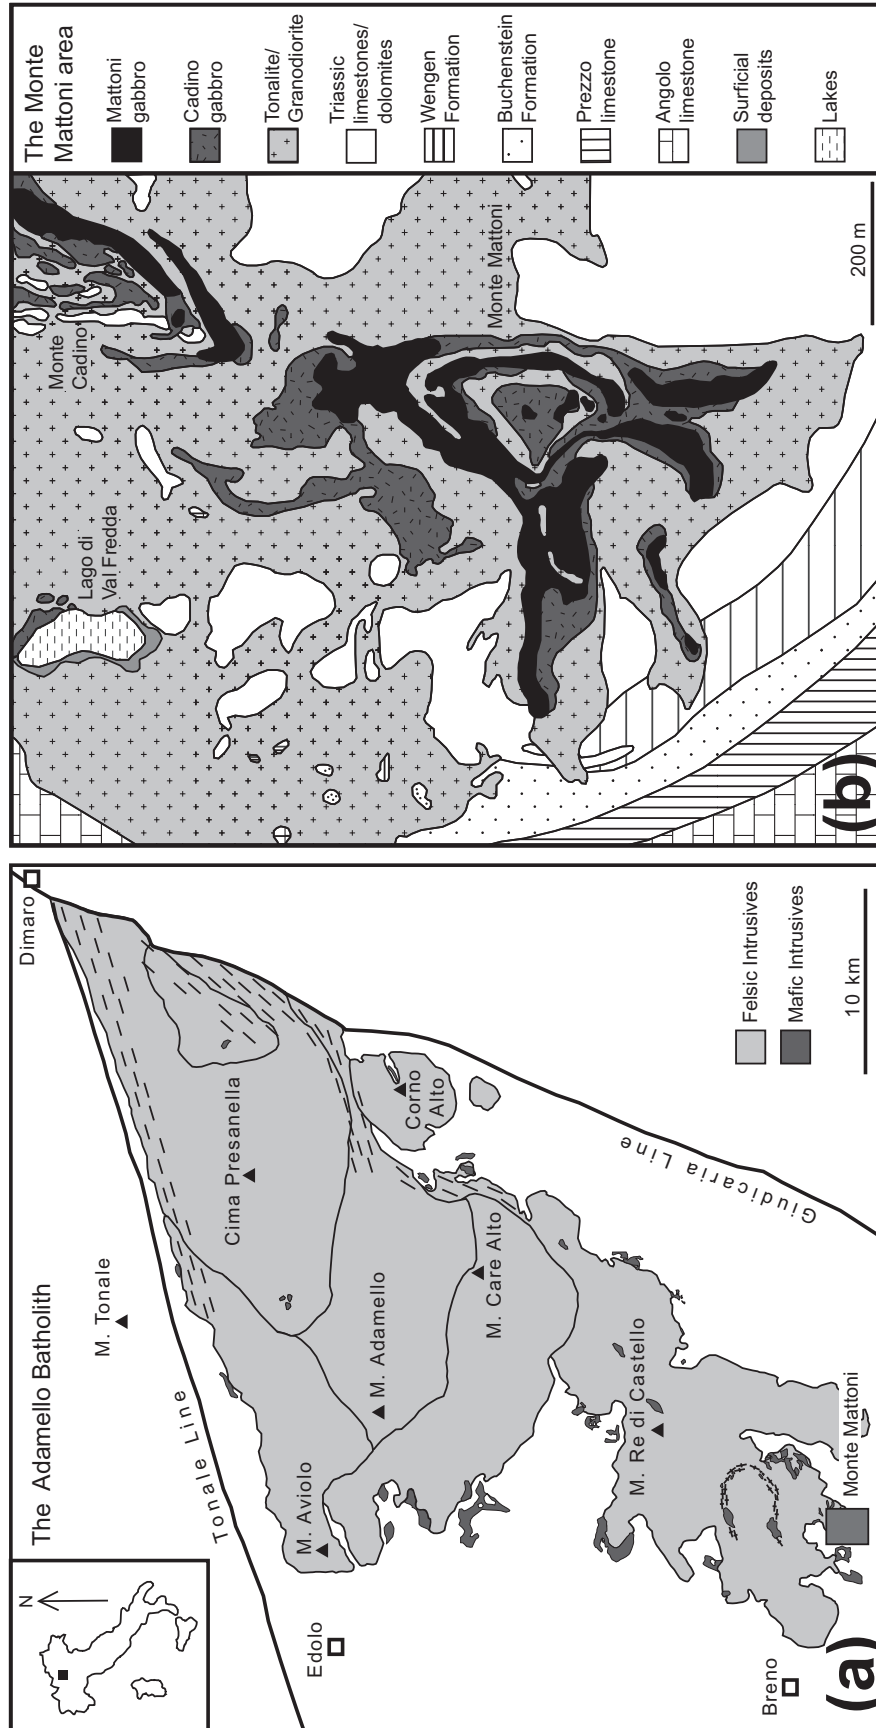 The Adamello Batholith
N
M. Tonale
Tonale Line
Dimaro
Edolo
M. Aviolo
Cima Presanella
M. Adamello
Corno
Alto
M. Care Alto
Giudicaria Line
M. Re di Castello
Breno
Monte Mattoni
Felsic Intrusives
Mafic Intrusives
10 km
(a)
Lago di
Val Fredda
Monte
Cadino
Monte Mattoni
200 m
(b)
The Monte
Mattoni area
Mattoni
gabbro
Cadino
gabbro
Tonalite/
Granodiorite
Triassic
limestones/
dolomites
Wengen
Formation
Buchenstein
Formation
Prezzo
limestone
Angolo
limestone
Surficial
deposits
Lakes